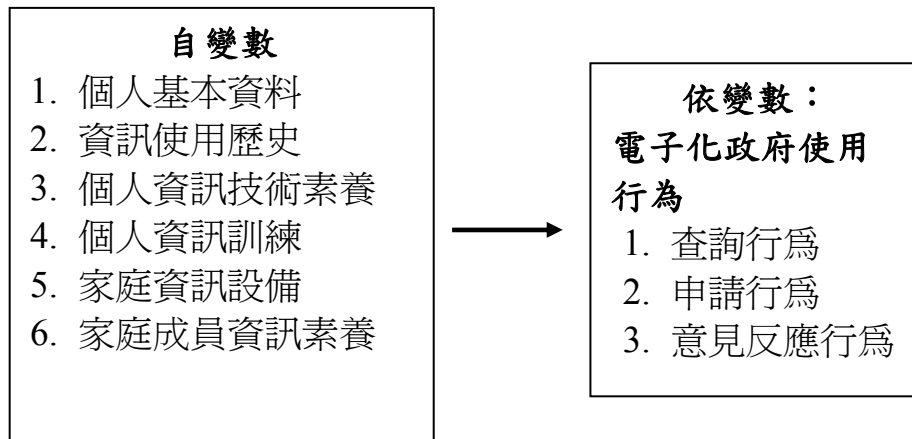 自變數
1. 個人基本資料
2. 資訊使用歷史
3. 個人資訊技術素養
4. 個人資訊訓練
5. 家庭資訊設備
6. 家庭成員資訊素養
依變數：
電子化政府使用
行為
1. 查詢行為
2. 申請行為
3. 意見反應行為